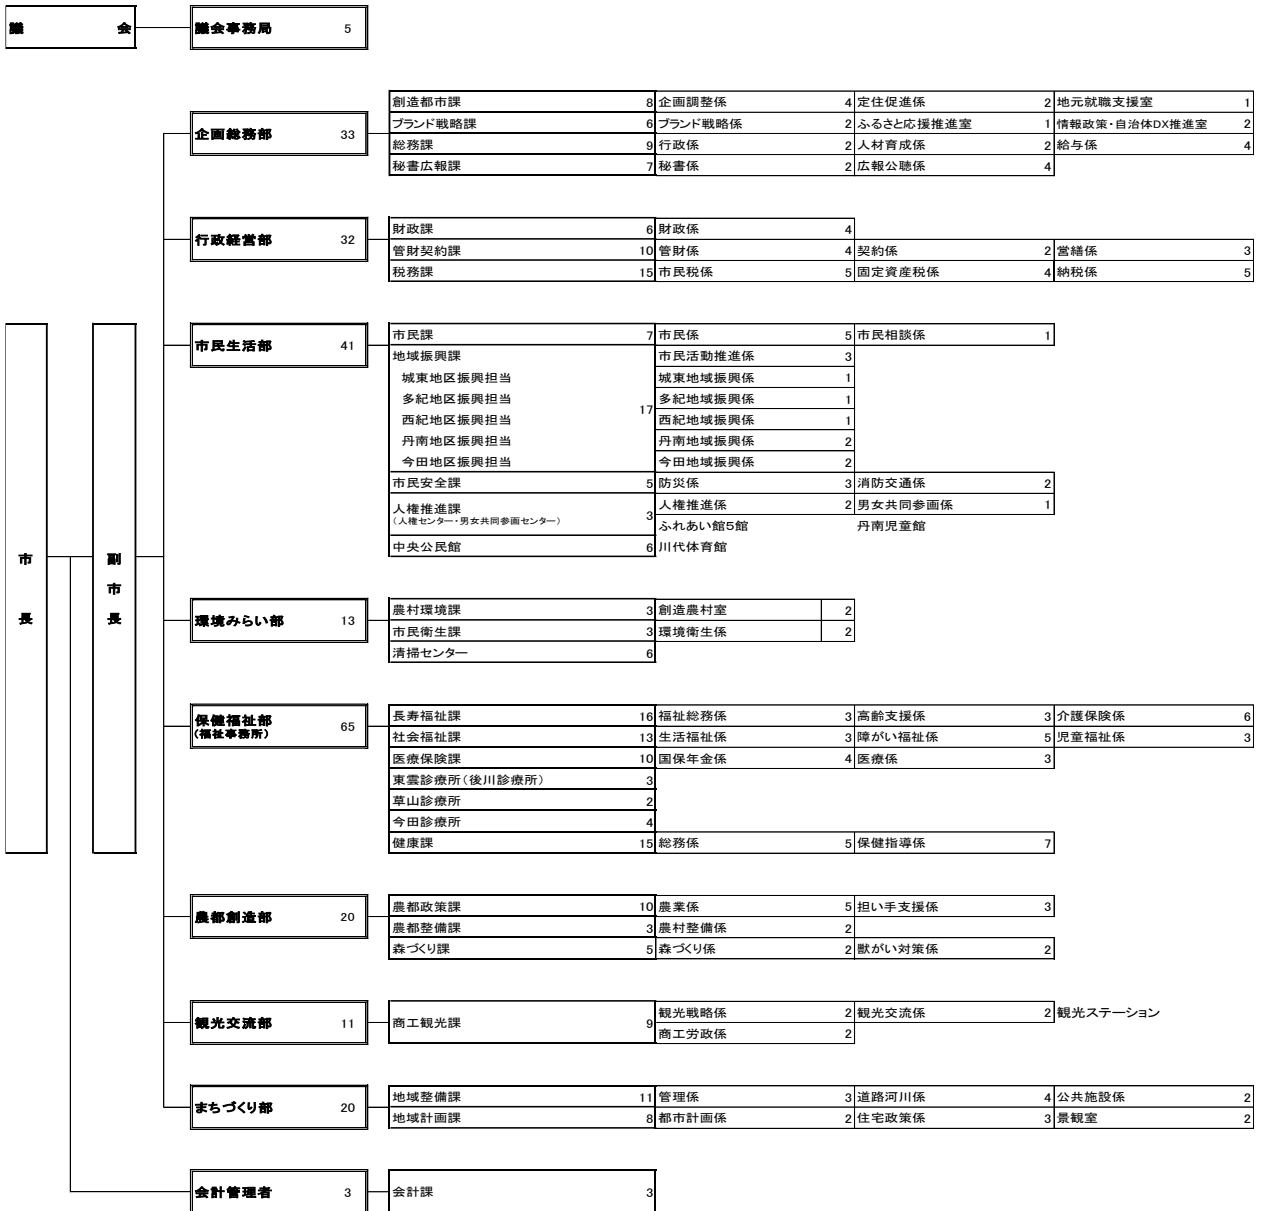 議　会 議会事務局 5
創造都市課 8 企画調整係 4 定住促進係 2 地元就職支援室 1
企画総務部 33 ブランド戦略課 6 ブランド戦略係 2 ふるさと応援推進室 1 情報政策・自治体DX推進室 2
総務課 9 行政係 2 人材育成係 2 給与係 4
秘書広報課 7 秘書係 2 広報公聴係 4
財政課 6 財政係 4
行政経営部 32 管財契約課 10 管財係 4 契約係 2 営繕係 3
税務課 15 市民税係 5 固定資産税係 4 納税係 5
市民生活部 41 市民課 7 市民係 5 市民相談係 1
地域振興課 17 市民活動推進係 3
城東地区振興担当 城東地域振興係 1
多紀地区振興担当 多紀地域振興係 1
西紀地区振興担当 西紀地域振興係 1
丹南地区振興担当 丹南地域振興係 2
今田地区振興担当 今田地域振興係 2
市民安全課 5 防災係 3 消防交通係 2
人権推進課 3 人権推進係 2 男女共同参画係 1
（人権センター・男女共同参画センター）
ふれあい館5館 丹南児童館
中央公民館 6 川代体育館
市長
副市長
農村環境課 3 創造農村室 2
環境みらい部 13 市民衛生課 3 環境衛生係 2
清掃センター 6
保健福祉部 65 長寿福祉課 16 福祉総務係 3 高齢支援係 3 介護保険係 6
（福祉事務所） 社会福祉課 13 生活福祉係 3 障がい福祉係 5 児童福祉係 3
医療保険課 10 国保年金係 4 医療係 3
東雲診療所（後川診療所） 3
草山診療所 2
今田診療所 4
健康課 15 総務係 5 保健指導係 7
農都創造部 20 農都政策課 10 農業係 5 担い手支援係 3
農都整備課 3 農村整備係 2
森づくり課 5 森づくり係 2 獣がい対策係 2
観光交流部 11 商工観光課 9 観光戦略係 2 観光交流係 2 観光ステーション
商工労政係 2
まちづくり部 20 地域整備課 11 管理係 3 道路河川係 4 公共施設係 2
地域計画課 8 都市計画係 2 住宅政策係 3 景観室 2
会計管理者 3 会計課 3